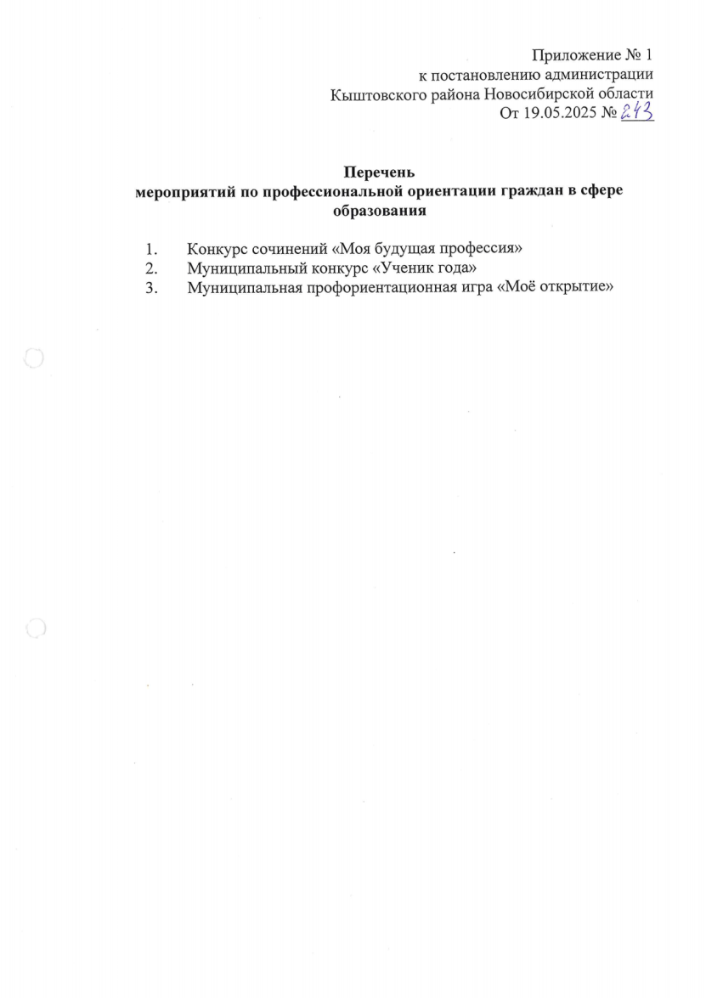 Приложение № 1
к постановлению администрации
Кыштовского района Новосибирской области
От 19.05.2025 № 243
Перечень
мероприятий по профессиональной ориентации граждан в сфере
образования
1. Конкурс сочинений «Моя будущая профессия»
2. Муниципальный конкурс «Ученик года»
3. Муниципальная профориентационная игра «Моё открытие»